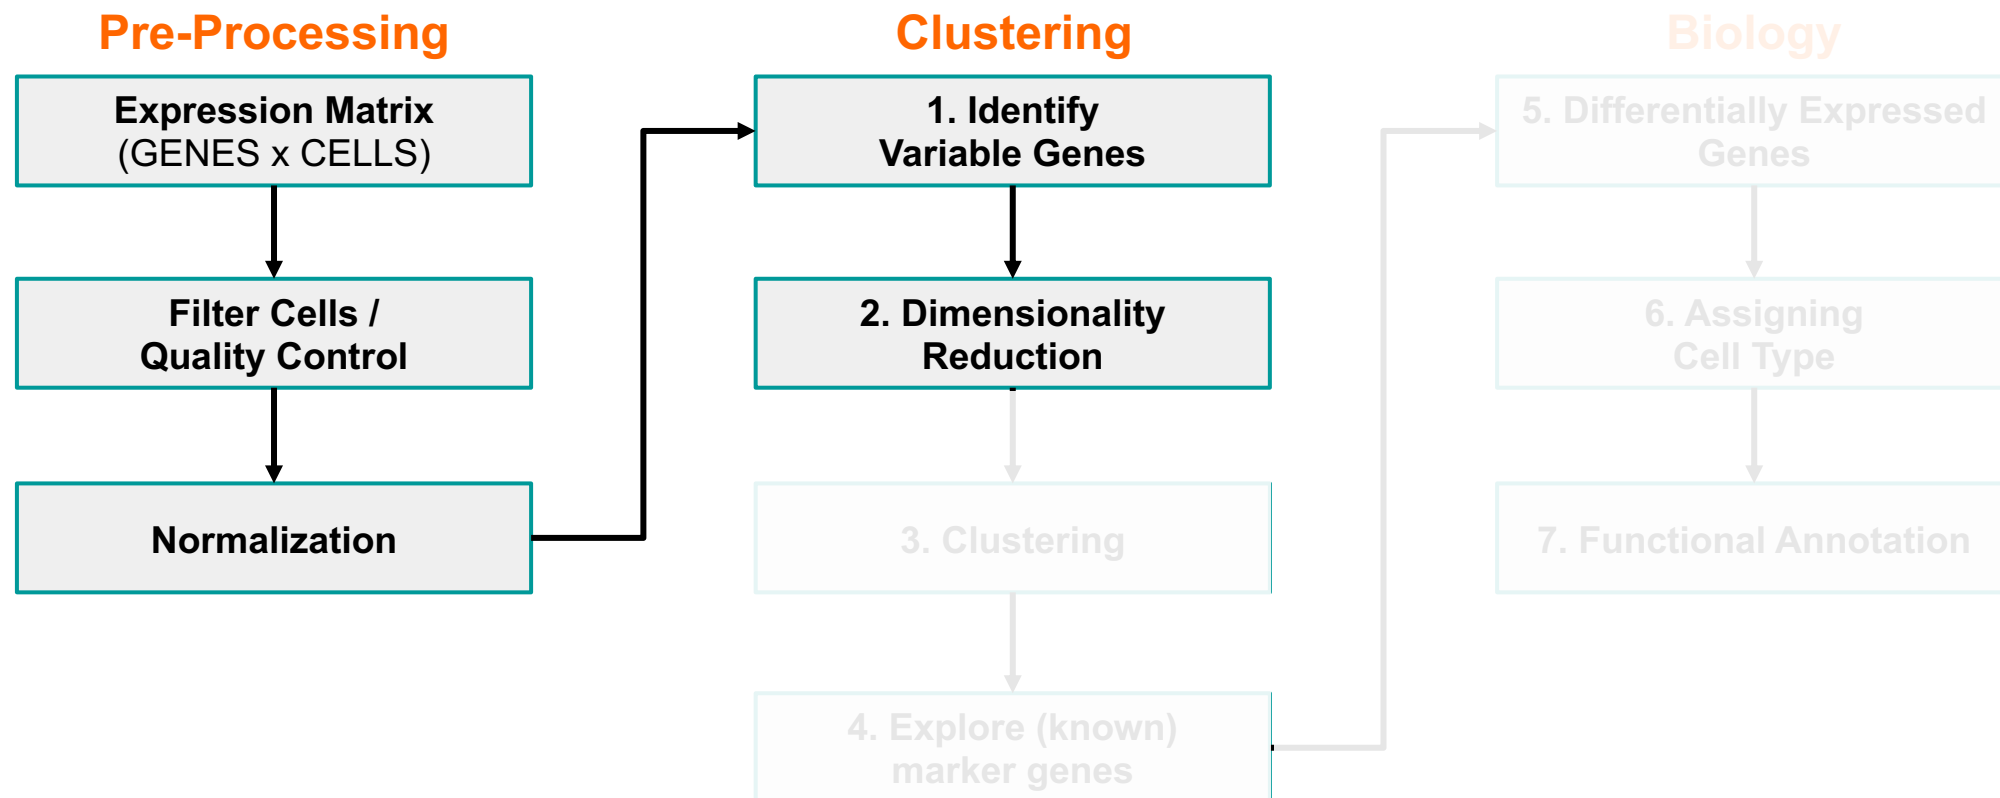 Pre-Processing
Expression Matrix
(GENES x CELLS)
Filter Cells /
Quality Control
Normalization
Clustering
1. Identify
Variable Genes
2. Dimensionality
Reduction
3. Clustering
4. Explore (known)
marker genes
Biology
5. Differentially Expressed
Genes
6. Assigning
Cell Type
7. Functional Annotation